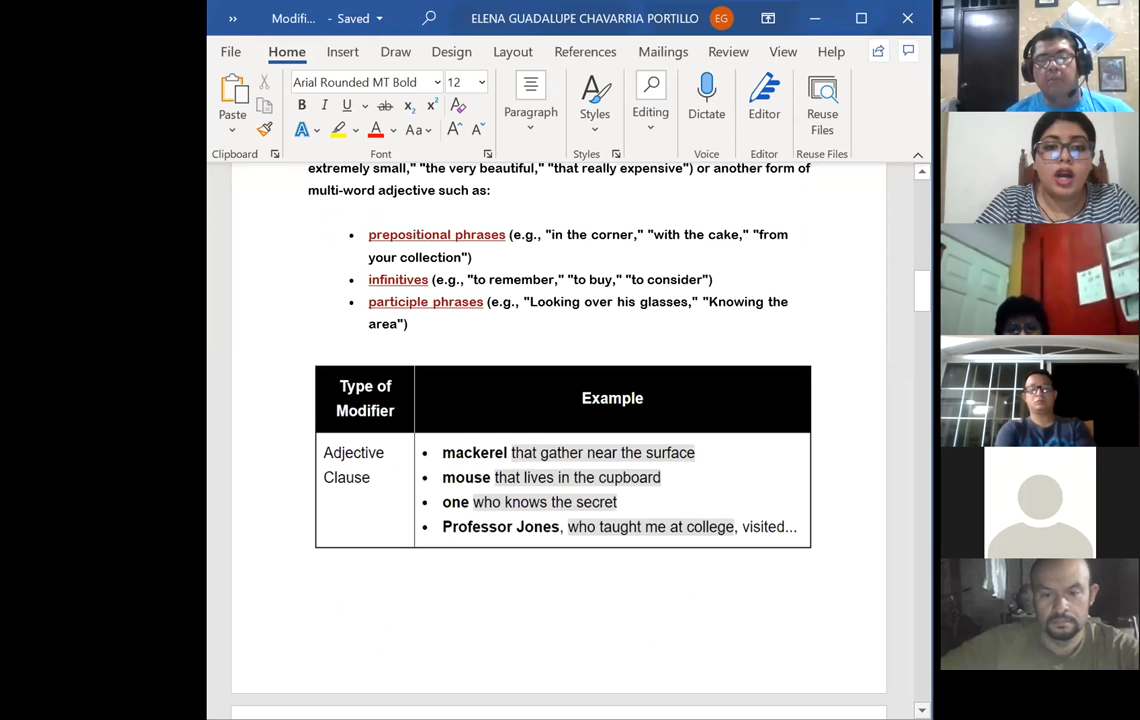 ›› Modifi... - Saved ELENA GUADALUPE CHAVARRIA PORTILLO EG
File Home Insert Draw Design Layout References Mailings Review View Help
Arial Rounded MT Bold 12
Paste B I U ab x₂ x² A Paragraph Styles Editing Dictate Editor Reuse Files
A A Aa A A
Clipboard Font Styles Voice Editor Reuse Files
extremely small," "the very beautiful," "that really expensive") or another form of
multi-word adjective such as:
• prepositional phrases (e.g., "in the corner," "with the cake," "from
your collection")
• infinitives (e.g., "to remember," "to buy," "to consider")
• participle phrases (e.g., "Looking over his glasses," "Knowing the
area")
Type of
Modifier
Example
Adjective
Clause
• mackerel that gather near the surface
• mouse that lives in the cupboard
• one who knows the secret
• Professor Jones, who taught me at college, visited...